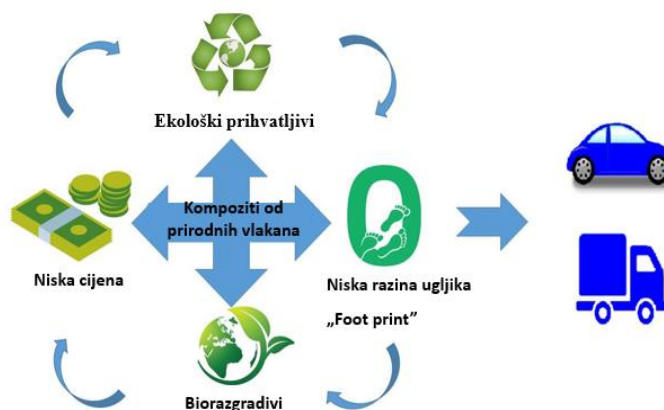 Ekološki prihvatljivi
Kompoziti od
prirodnih vlakana
Niska cijena
Niska razina ugljika
„Foot print”
Biorazgradivi